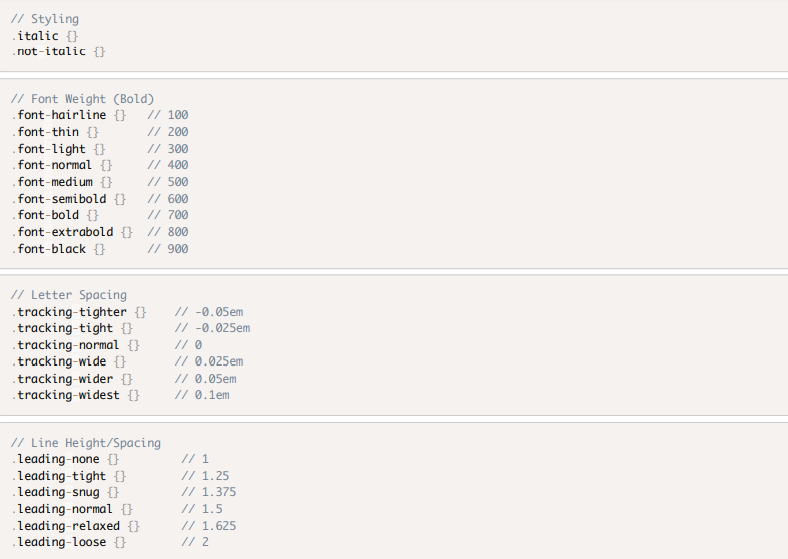 // Styling
.italic {}
.not-italic {}
// Font Weight (Bold)
.font-hairline {}   // 100
.font-thin {}       // 200
.font-light {}      // 300
.font-normal {}     // 400
.font-medium {}     // 500
.font-semibold {}   // 600
.font-bold {}       // 700
.font-extrabold {}  // 800
.font-black {}      // 900
// Letter Spacing
.tracking-tighter {}    // -0.05em
.tracking-tight {}      // -0.025em
.tracking-normal {}     // 0
.tracking-wide {}       // 0.025em
.tracking-wider {}      // 0.05em
.tracking-widest {}     // 0.1em
// Line Height/Spacing
.leading-none {}         // 1
.leading-tight {}        // 1.25
.leading-snug {}         // 1.375
.leading-normal {}       // 1.5
.leading-relaxed {}      // 1.625
.leading-loose {}        // 2